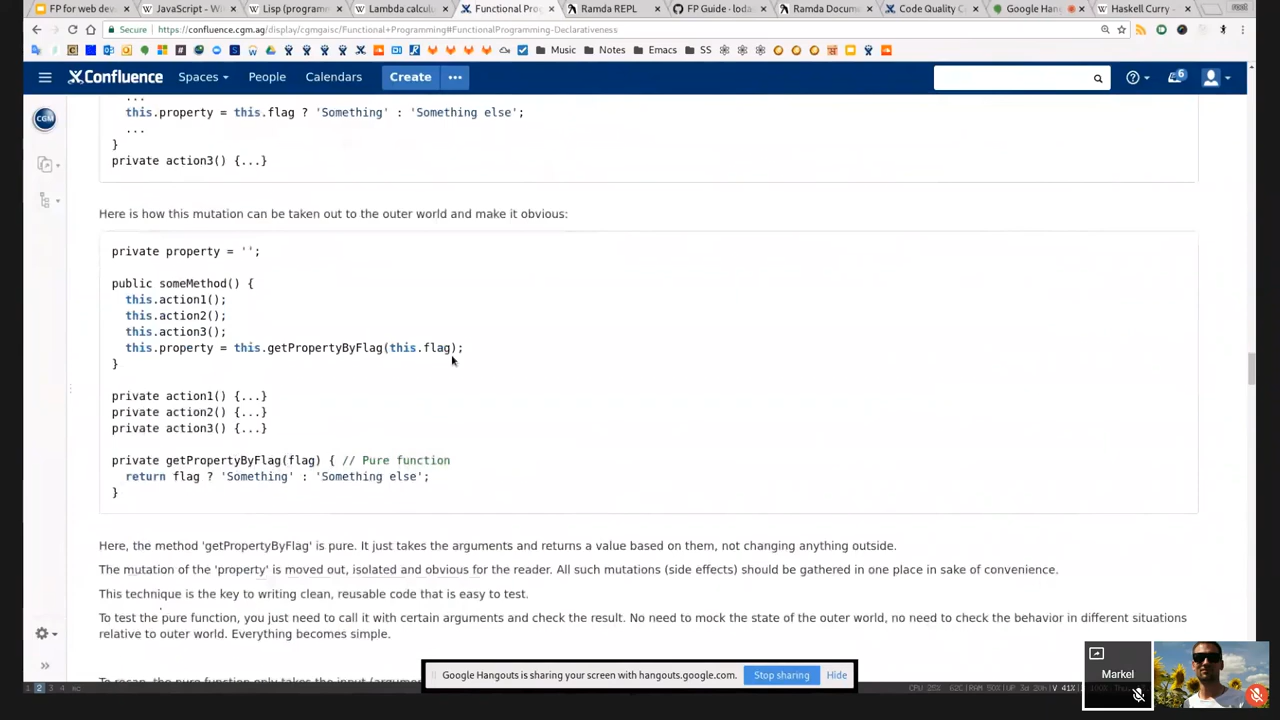 FP for web dev
JavaScript - Wi
Lisp (programm
Lambda calcul
Functional Prog
Ramda REPL
FP Guide - loda
Ramda Docum
Code Quality C
Google Han
Haskell Curry -
Secure
https://confluence.cgm.ag/display/cgmgaisc/Functional+Programming#FunctionalProgramming-Declarativeness
Music
Notes
Emacs
SS
Confluence
Spaces
People
Calendars
Create
6
CGM
...
this.property = this.flag ? 'Something' : 'Something else';
...
}
private action3() {...}
Here is how this mutation can be taken out to the outer world and make it obvious:
private property = '';
public someMethod() {
this.action1();
this.action2();
this.action3();
this.property = this.getPropertyByFlag(this.flag);
}
private action1() {...}
private action2() {...}
private action3() {...}
private getPropertyByFlag(flag) { // Pure function
return flag ? 'Something' : 'Something else';
}
Here, the method 'getPropertyByFlag' is pure. It just takes the arguments and returns a value based on them, not changing anything outside.
The mutation of the 'property' is moved out, isolated and obvious for the reader. All such mutations (side effects) should be gathered in one place in sake of convenience.
This technique is the key to writing clean, reusable code that is easy to test.
To test the pure function, you just need to call it with certain arguments and check the result. No need to mock the state of the outer world, no need to check the behavior in different situations
relative to outer world. Everything becomes simple.
Google Hangouts is sharing your screen with hangouts.google.com.
Stop sharing
Hide
Markel
1 2 3 4